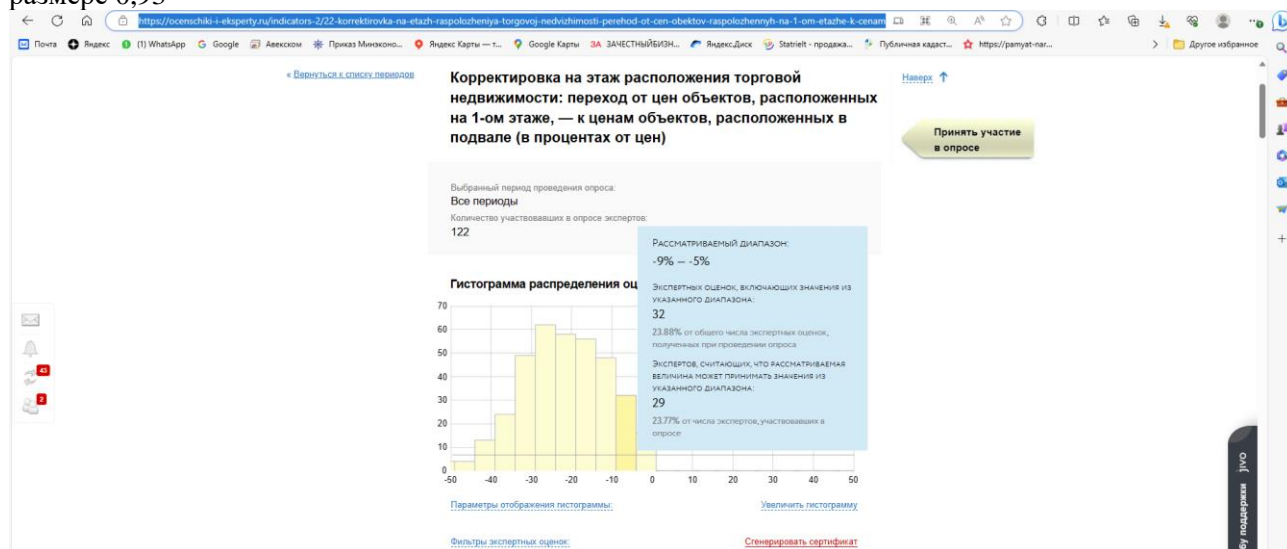 размере 0,93
https://ocenschiki-i-eksperty.ru/indicators-2/22-korrektirovka-na-etazh-raspolozheniya-torgovoj-nedvizhimosti-perehod-ot-cen-obektov-raspolozhennyh-na-1-om-etazhe-k-cenam
Почта Яндекс (1) WhatsApp Google Авекском Приказ Минэконо... Яндекс Карты — т... Google Карты ЗА ЗАЧЕСТНЫЙБИЗН... Яндекс.Диск Statrielt - продажа... Публичная кадаст... https://pamyat-nar... Другое избранное
« Вернуться к списку периодов
Корректировка на этаж расположения торговой
недвижимости: переход от цен объектов, расположенных
на 1-ом этаже, — к ценам объектов, расположенных в
подвале (в процентах от цен)
Наверх ↑
Принять участие
в опросе
Выбранный период проведения опроса:
Все периоды
Количество участвовавших в опросе экспертов:
122
Рассматриваемый диапазон:
-9% — -5%
Экспертных оценок, включающих значения из
указанного диапазона:
32
23.88% от общего числа экспертных оценок,
полученных при проведении опроса
Экспертов, считающих, что рассматриваемая
величина может принимать значения из
указанного диапазона:
29
23.77% от числа экспертов, участвовавших в
опросе
Гистограмма распределения оц
70
60
50
40
30
20
10
0
-50 -40 -30 -20 -10 0 10 20 30 40 50
Параметры отображения гистограммы:
Увеличить гистограмму
Фильтры экспертных оценок:
Сгенерировать сертификат
43
2
бу поддержки jivo